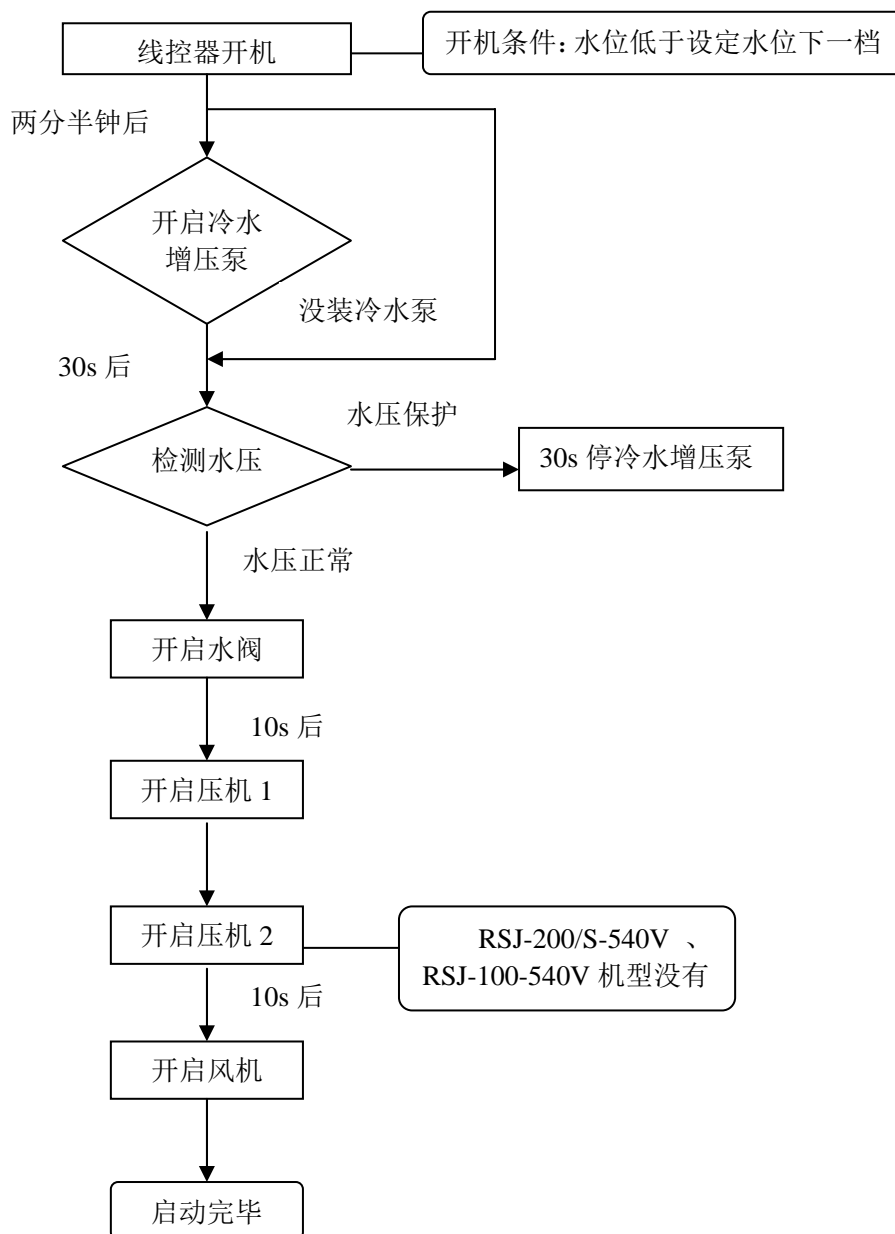 线控器开机
开机条件：水位低于设定水位下一档
两分半钟后
开启冷水
增压泵
没装冷水泵
30s 后
水压保护
检测水压
30s 停冷水增压泵
水压正常
开启水阀
10s 后
开启压机 1
开启压机 2
RSJ-200/S-540V 、
RSJ-100-540V 机型没有
10s 后
开启风机
启动完毕